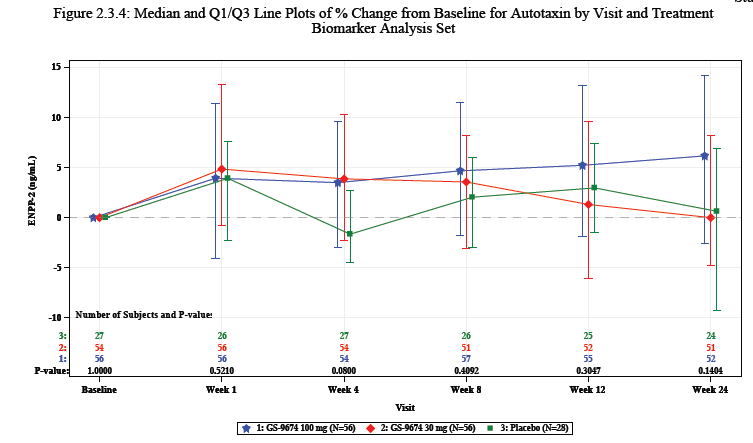 Figure 2.3.4: Median and Q1/Q3 Line Plots of % Change from Baseline for Autotaxin by Visit and Treatment
Biomarker Analysis Set
ENPP-2 (ng/mL)
15
10
5
0
-5
-10
Number of Subjects and P-value:
3: 27 26 27 26 25 24
2: 54 56 54 51 52 51
1: 56 56 54 57 55 52
P-value: 1.0000 0.5210 0.0800 0.4092 0.3047 0.1404
Baseline Week 1 Week 4 Week 8 Week 12 Week 24
Visit
1: GS-9674 100 mg (N=56) 2: GS-9674 30 mg (N=56) 3: Placebo (N=28)